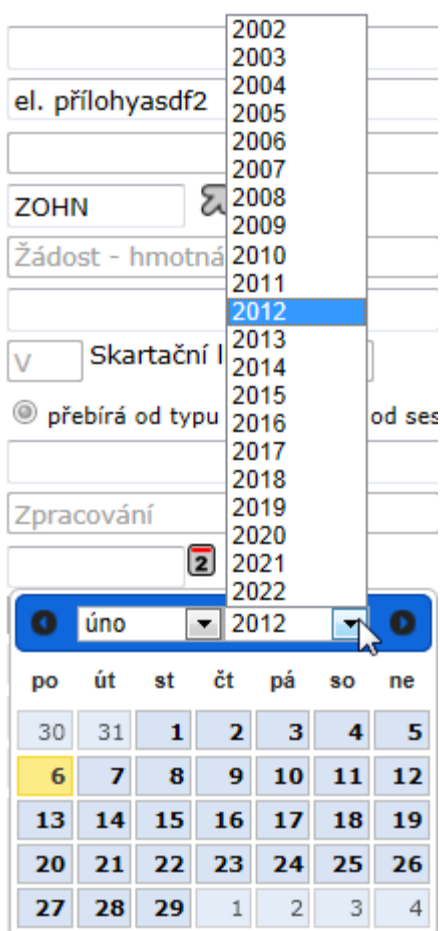 2002
2003
el. přílohyasdf2
2004
2005
2006
2007
ZOHN
2008
2009
Žádost - hmotná
2010
2011
2012
2013
V Skartační l
2014
2015
přebírá od typu
2016
od ses
2017
2018
Zpracování
2019
2020
2
2021
2022
úno 2012
po út st čt pá so ne
30 31 1 2 3 4 5
6 7 8 9 10 11 12
13 14 15 16 17 18 19
20 21 22 23 24 25 26
27 28 29 1 2 3 4